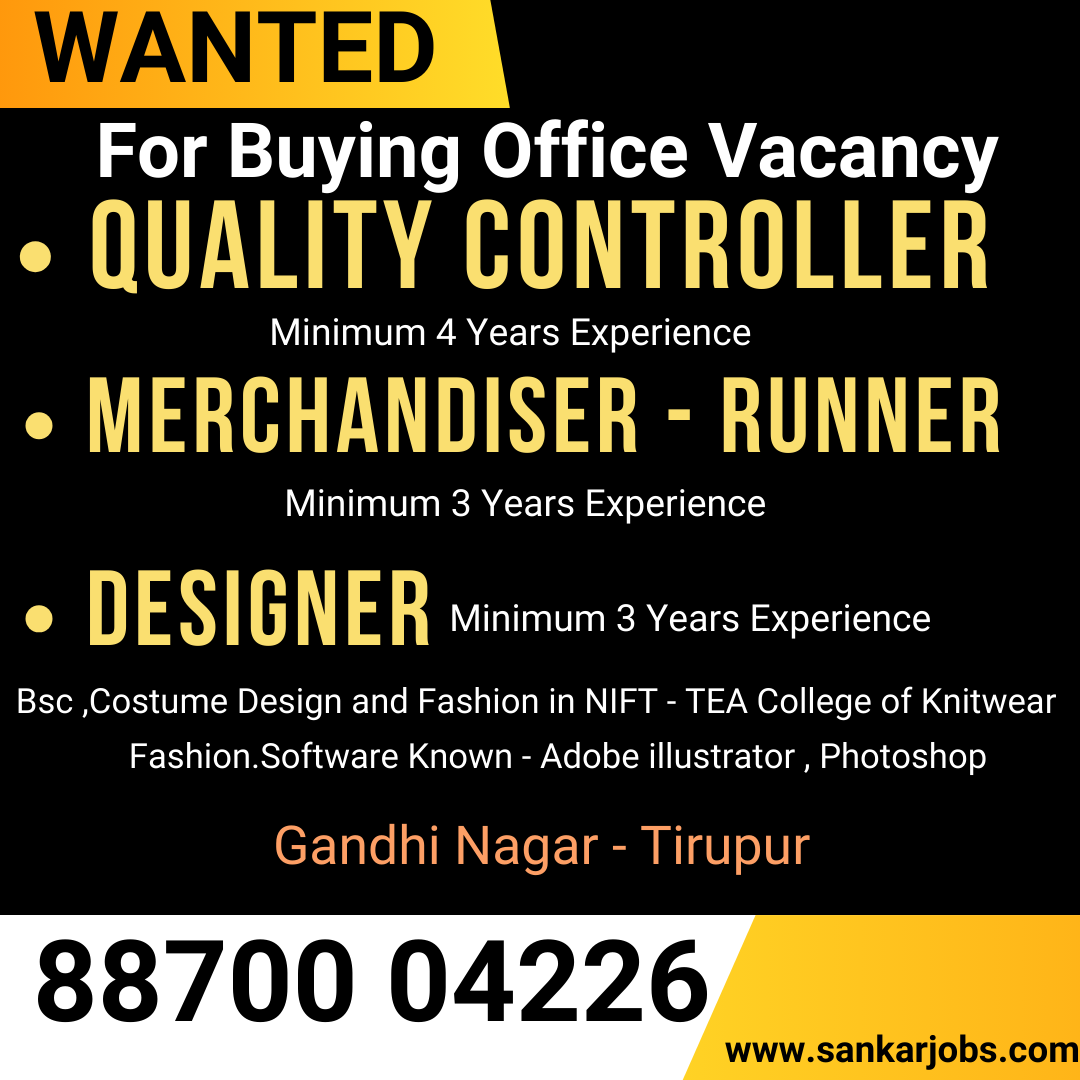 WANTED
For Buying Office Vacancy
• QUALITY CONTROLLER
Minimum 4 Years Experience
• MERCHANDISER - RUNNER
Minimum 3 Years Experience
• DESIGNER Minimum 3 Years Experience
Bsc ,Costume Design and Fashion in NIFT - TEA College of Knitwear
Fashion.Software Known - Adobe illustrator , Photoshop
Gandhi Nagar - Tirupur
88700 04226
www.sankarjobs.com